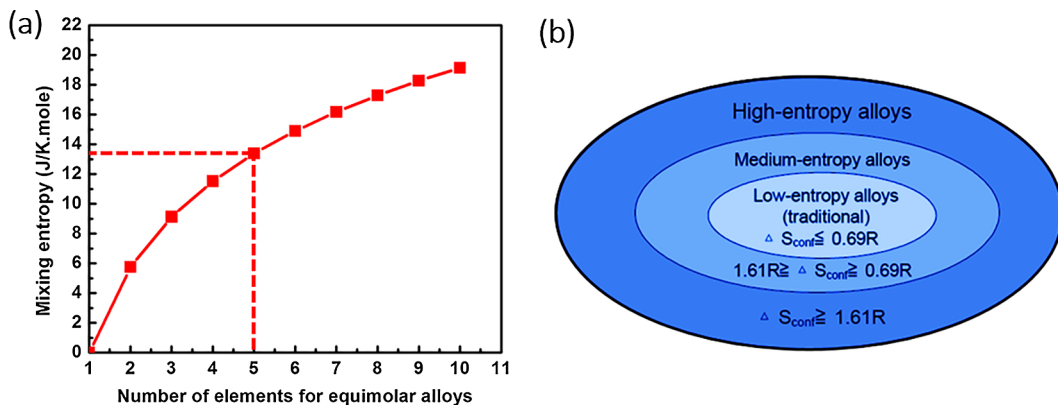 (a)
Mixing entropy (J/K.mole)
22
20
18
16
14
12
10
8
6
4
2
0
1 2 3 4 5 6 7 8 9 10 11
Number of elements for equimolar alloys
(b)
High-entropy alloys
Medium-entropy alloys
Low-entropy alloys
(traditional)
△ Sconf≦ 0.69R
1.61R≧ △ Sconf≧ 0.69R
△ Sconf≧ 1.61R